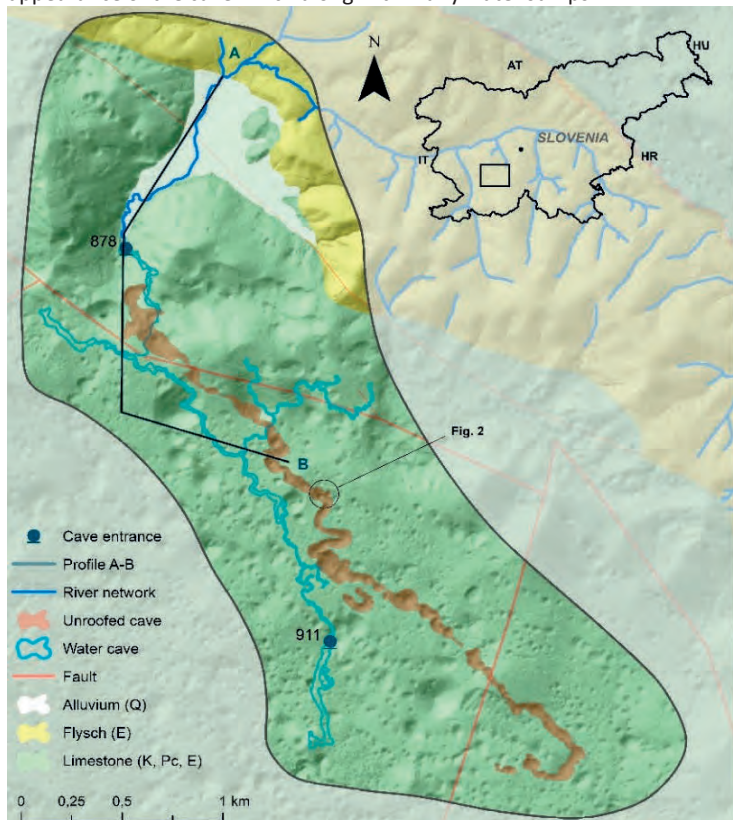 A
N
AT
HU
SLOVENIA
IT
HR
878
Fig. 2
B
911
Cave entrance
Profile A-B
River network
Unroofed cave
Water cave
Fault
Alluvium (Q)
Flysch (E)
Limestone (K, Pc, E)
0 0,25 0,5 1 km